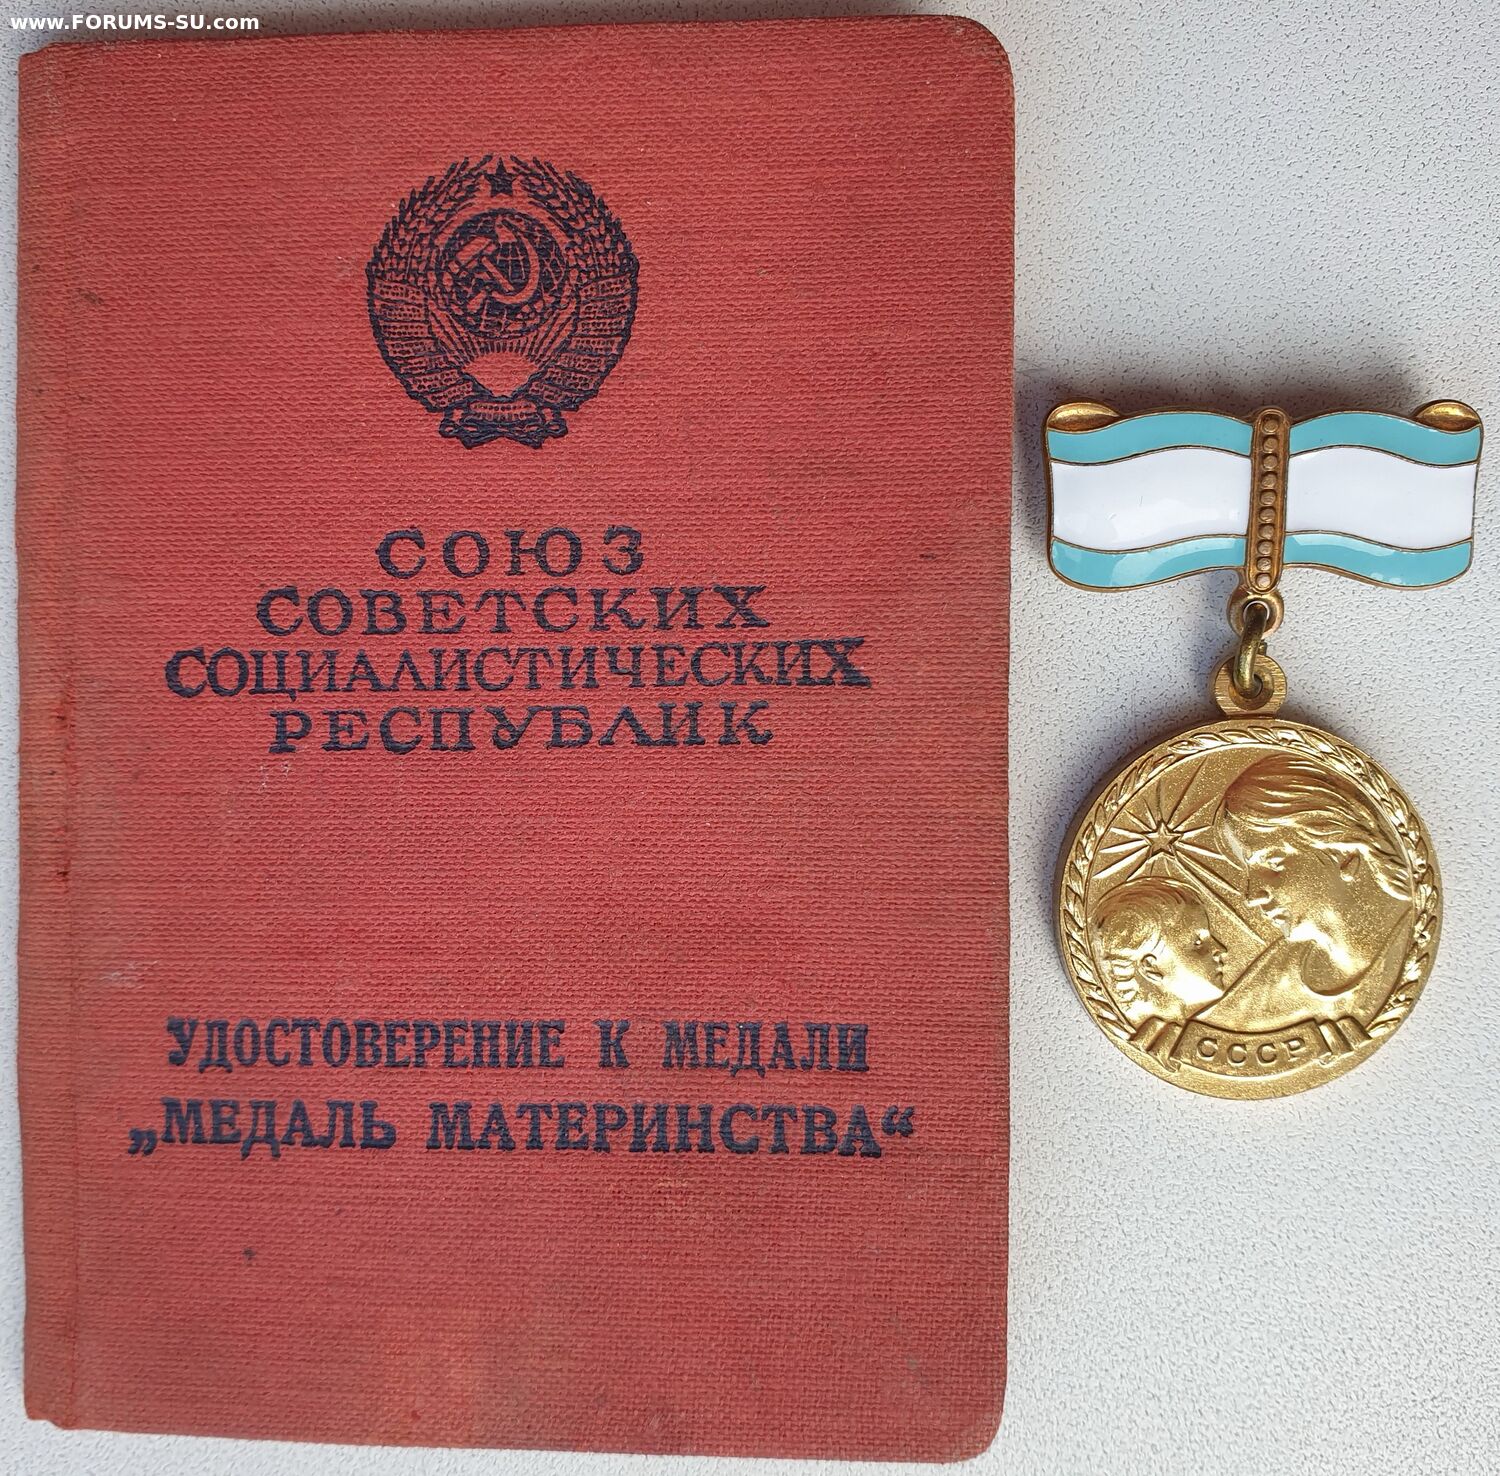 www.FORUMS-SU.com
СОЮЗ
СОВЕТСКИХ
СОЦИАЛИСТИЧЕСКИХ
РЕСПУБЛИК
УДОСТОВЕРЕНИЕ К МЕДАЛИ
„МЕДАЛЬ МАТЕРИНСТВА“
СССР